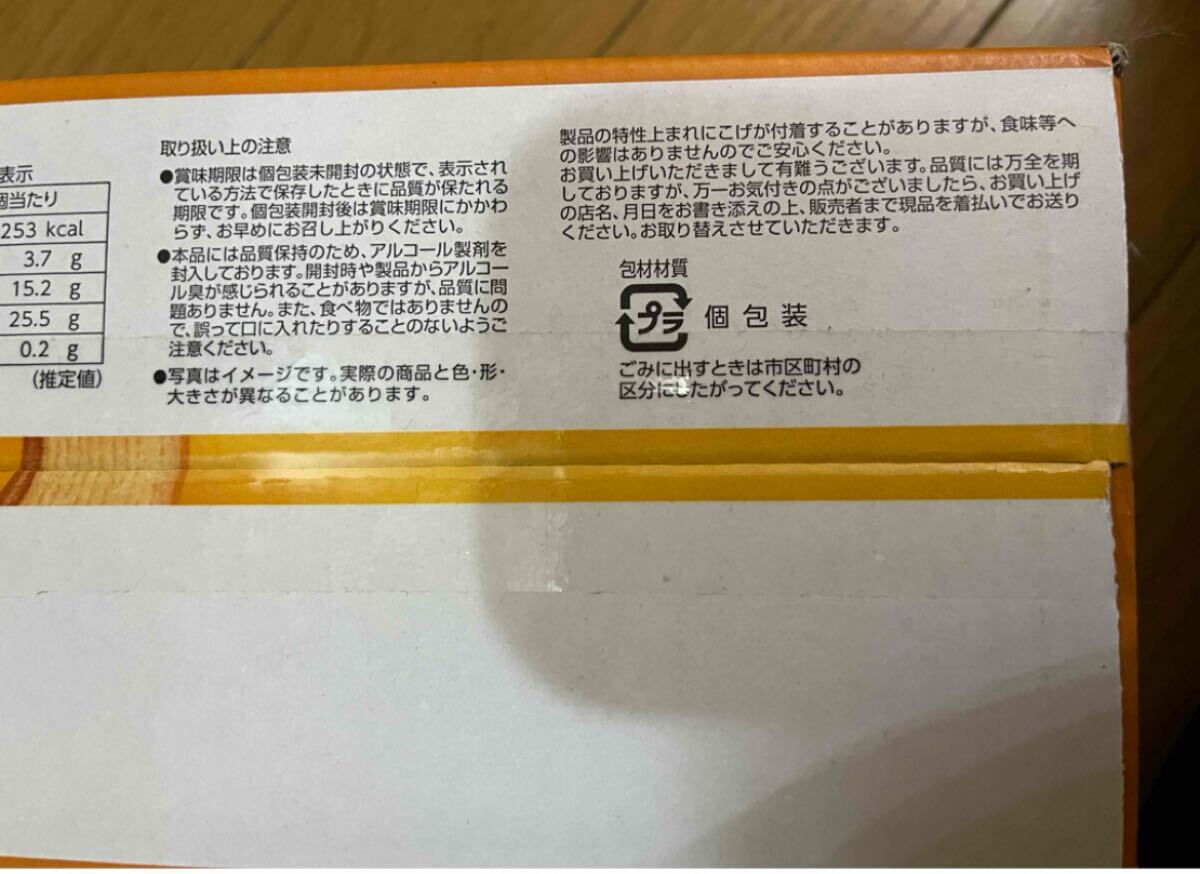 表示
個当たり
253 kcal
3.7 g
15.2 g
25.5 g
0.2 g
(推定値)
取り扱い上の注意
●賞味期限は個包装未開封の状態で、表示され
ている方法で保存したときに品質が保たれる
期限です。個包装開封後は賞味期限にかかわ
らず、お早めにお召し上がりください。
●本品には品質保持のため、アルコール製剤を
封入しております。開封時や製品からアルコー
ル臭が感じられることがありますが、品質に問
題ありません。また、食べ物ではありませんの
で、誤って口に入れたりすることのないようご
注意ください。
●写真はイメージです。実際の商品と色・形・
大きさが異なることがあります。
製品の特性上まれにこげが付着することがありますが、食味等へ
の影響はありませんのでご安心ください。
お買い上げいただきまして有難うございます。品質には万全を期
しておりますが、万一お気付きの点がございましたら、お買い上げ
の店名、月日をお書き添えの上、販売者まで現品を着払いでお送り
ください。お取り替えさせていただきます。
包材材質
プラ 個包装
ごみに出すときは市区町村の
区分にしたがってください。